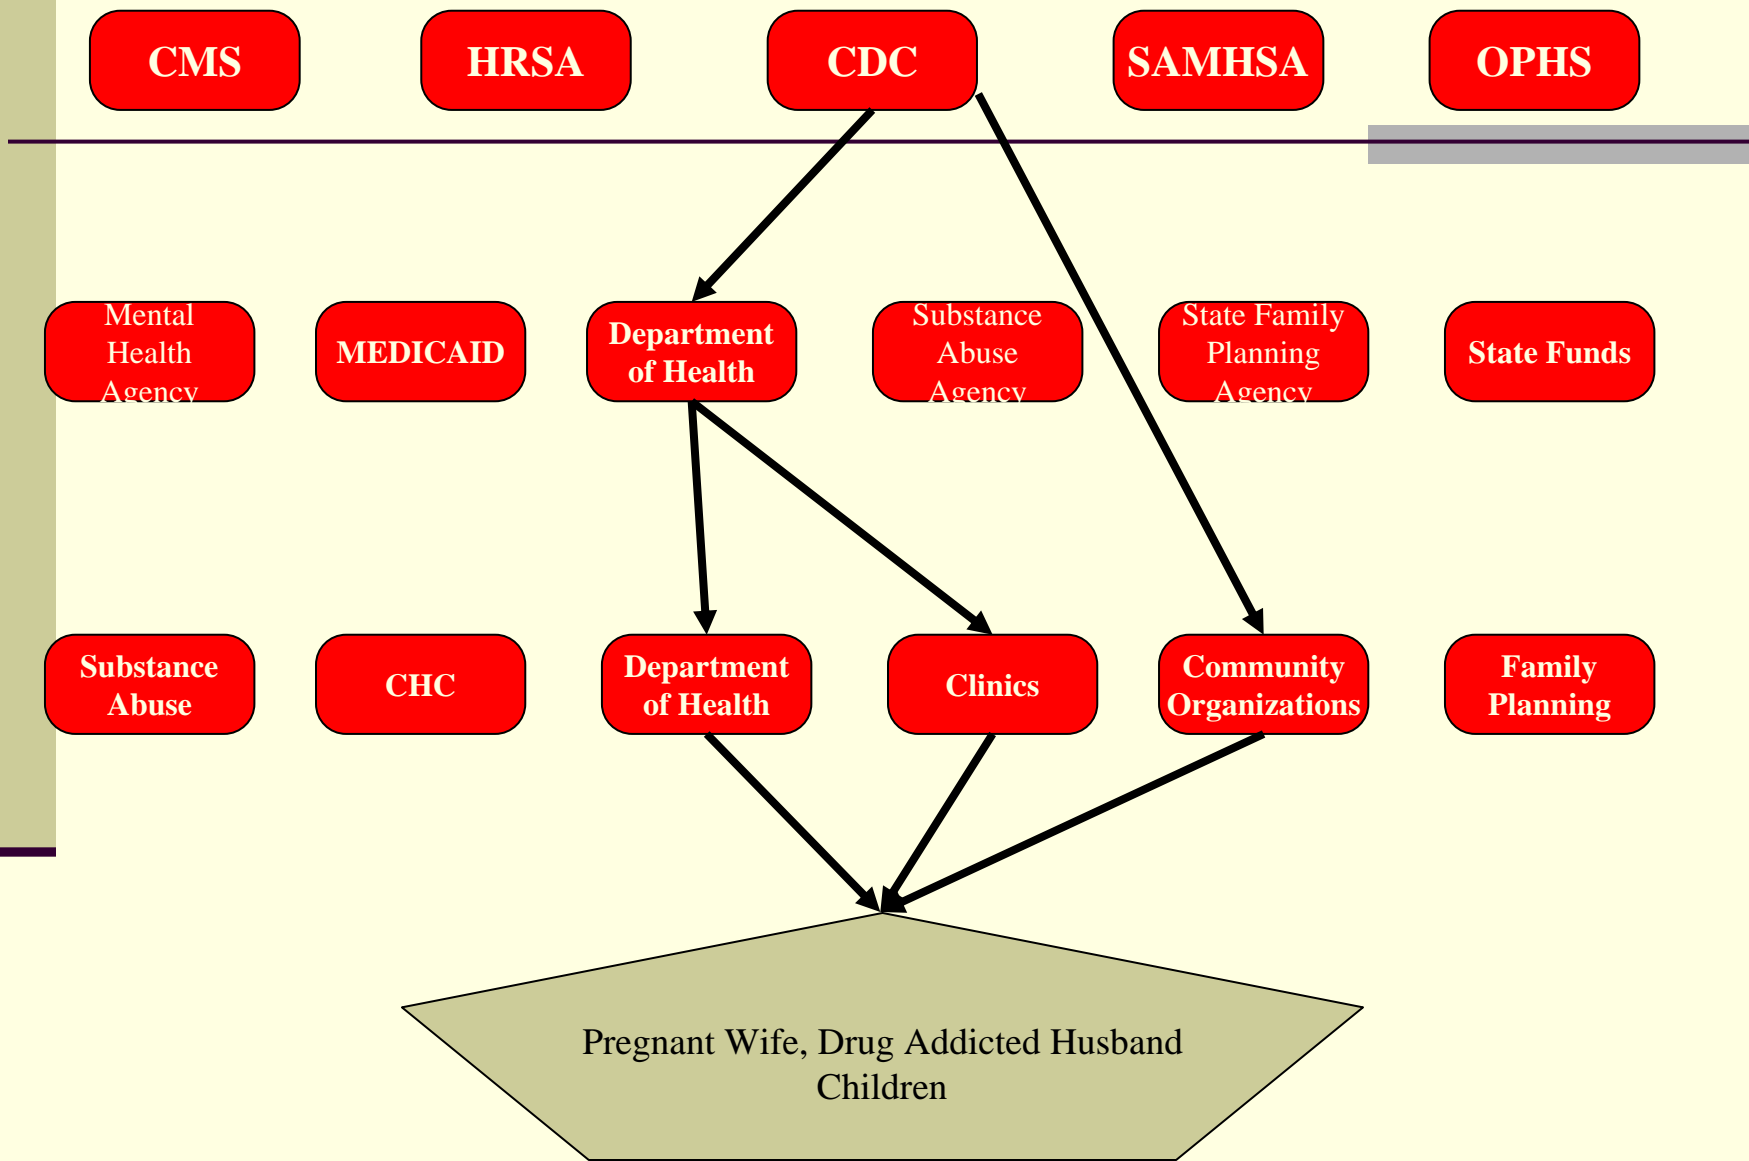 CMS
HRSA
CDC
SAMHSA
OPHS
Mental
Health
Agency
MEDICAID
Department
of Health
Substance
Abuse
Agency
State Family
Planning
Agency
State Funds
Substance
Abuse
CHC
Department
of Health
Clinics
Community
Organizations
Family
Planning
Pregnant Wife, Drug Addicted Husband
Children